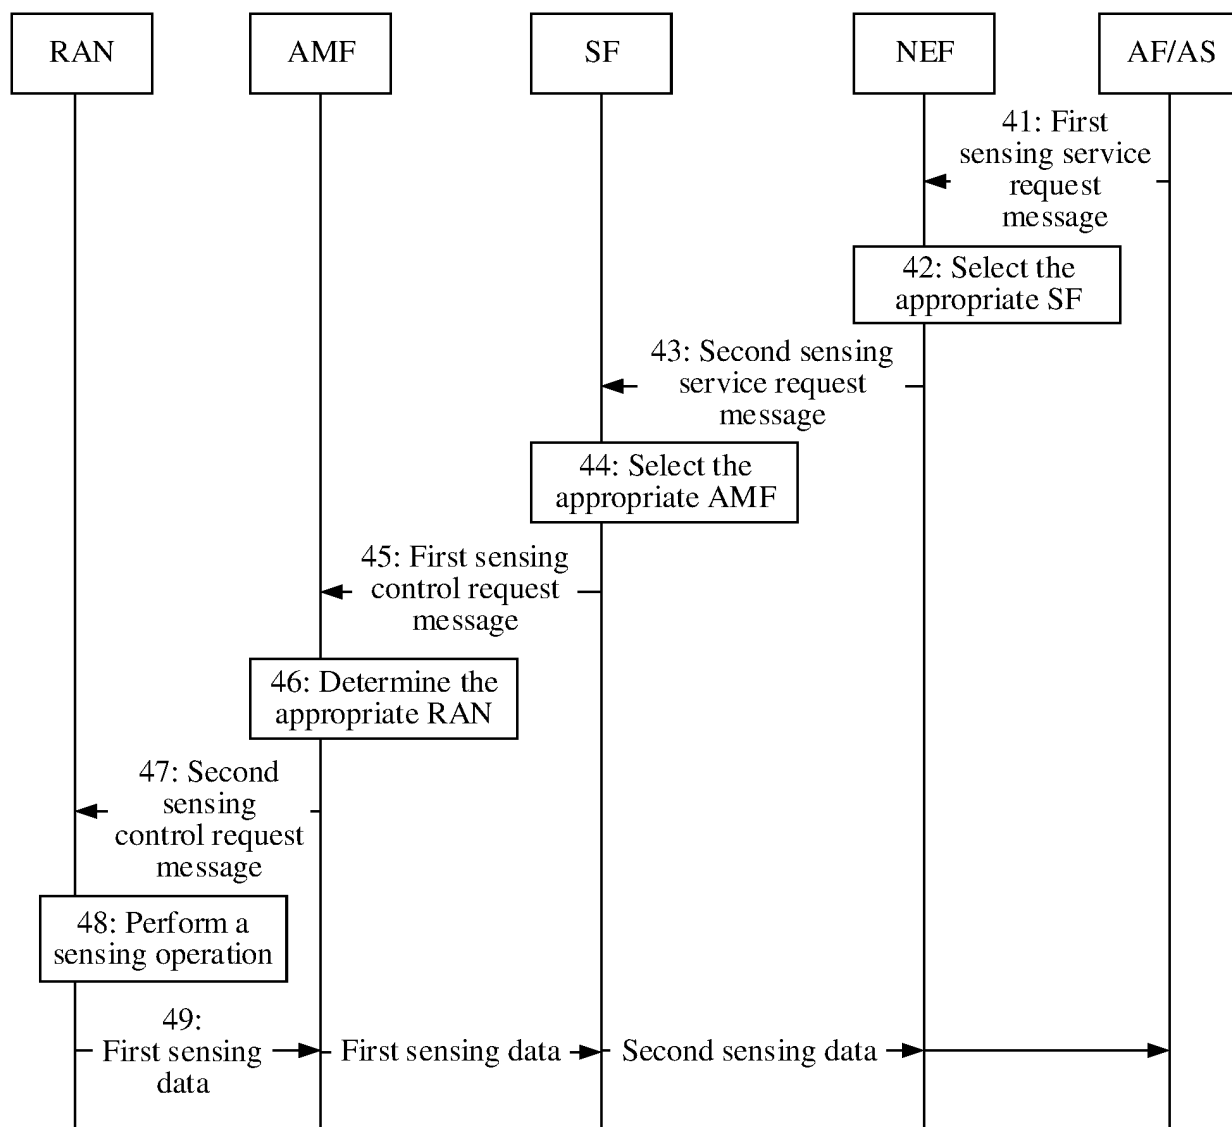 RAN
AMF
SF
NEF
AF/AS
41: First
sensing service
request
message
42: Select the
appropriate SF
43: Second sensing
service request
message
44: Select the
appropriate AMF
45: First sensing
control request
message
46: Determine the
appropriate RAN
47: Second
sensing
control request
message
48: Perform a
sensing operation
49:
First sensing
data
First sensing data
Second sensing data